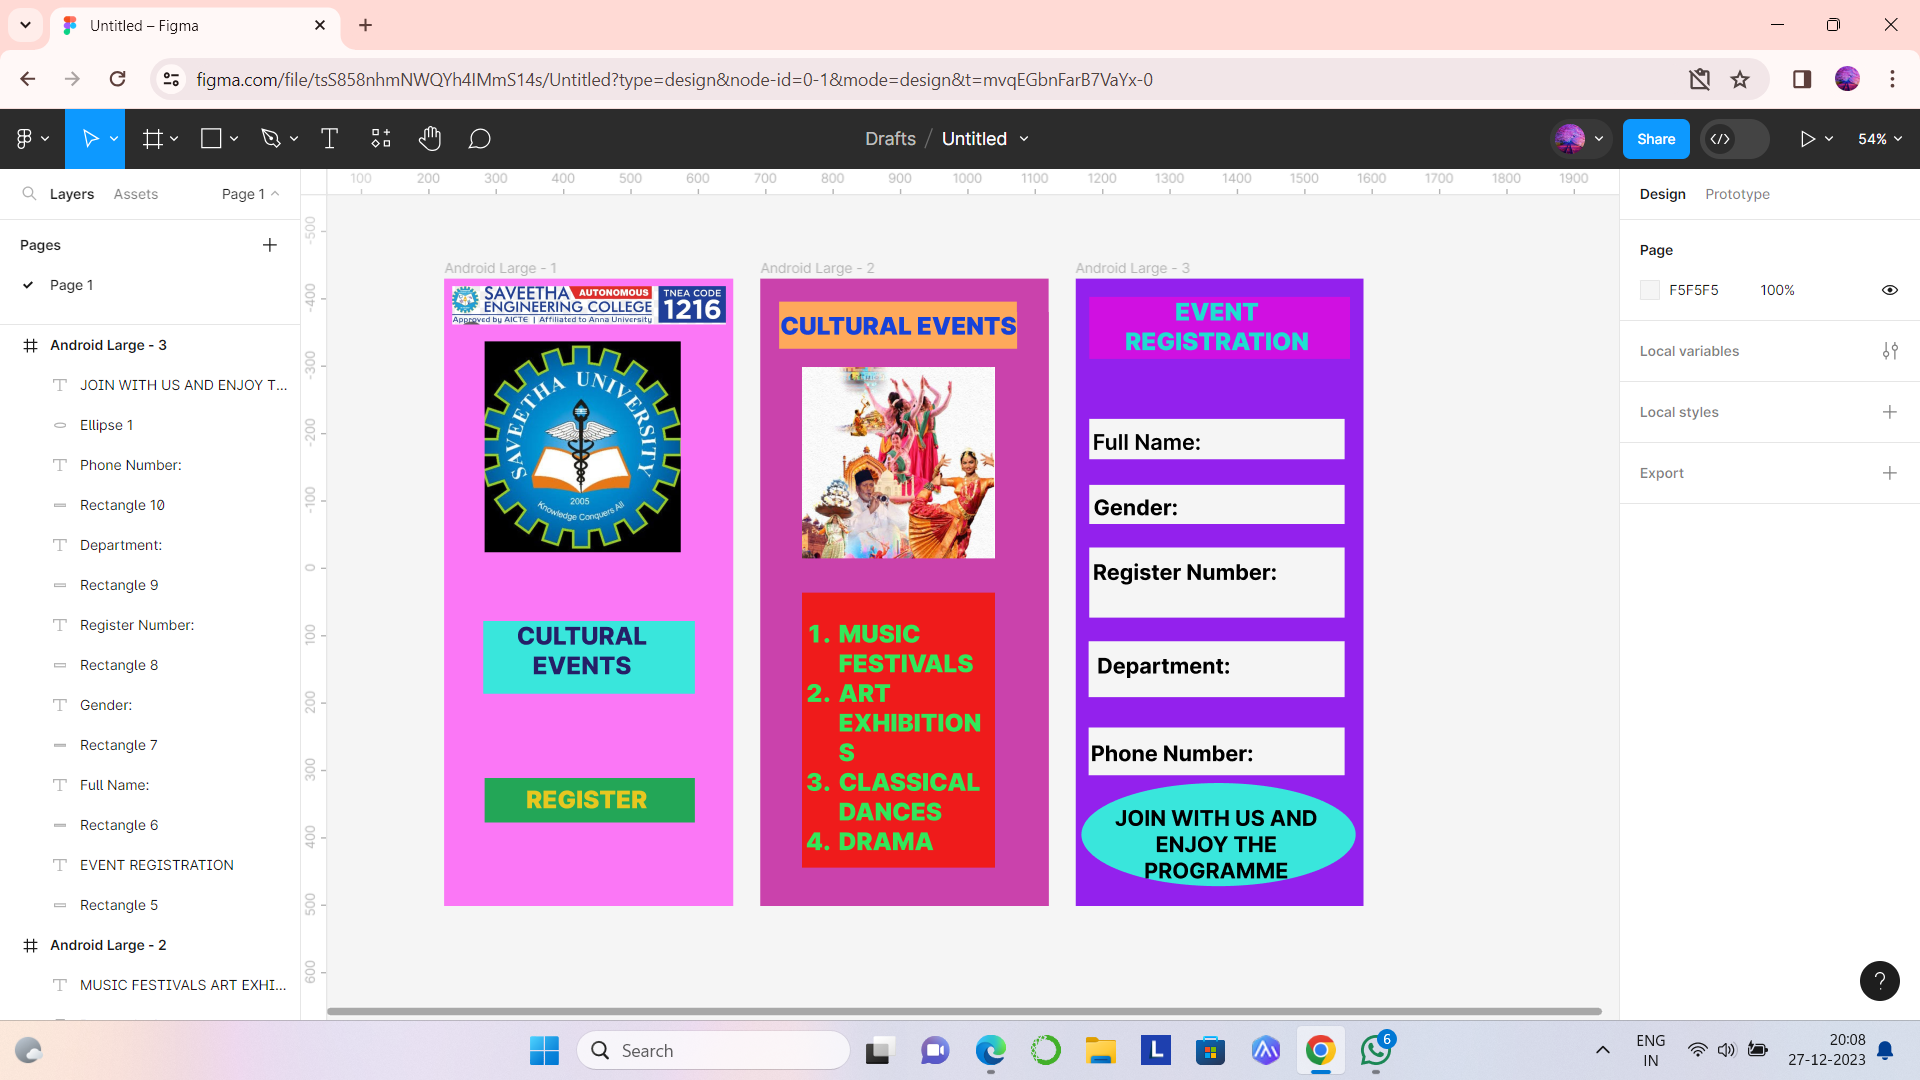 Untitled – Figma
figma.com/file/tsS858nhmNWQYh4IMmS14s/Untitled?type=design&node-id=0-1&mode=design&t=mvqEGbnFarB7VaYx-0
Drafts / Untitled
Share
54%
Layers
Assets
Page 1
Pages
Page 1
Android Large - 3
JOIN WITH US AND ENJOY T...
Ellipse 1
Phone Number:
Rectangle 10
Department:
Rectangle 9
Register Number:
Rectangle 8
Gender:
Rectangle 7
Full Name:
Rectangle 6
EVENT REGISTRATION
Rectangle 5
Android Large - 2
MUSIC FESTIVALS ART EXHI...
100 200 300 400 500 600 700 800 900 1000 1100 1200 1300 1400 1500 1600 1700 1800 1900
-500
-400
-300
-200
-100
0
100
200
300
400
500
600
Android Large - 1
SAVEETHA AUTONOMOUS
ENGINEERING COLLEGE
Approved by AICTE | Affiliated to Anna University
TNEA CODE
1216
SAVEETHA UNIVERSITY
2005
Knowledge Conquers All
CULTURAL
EVENTS
REGISTER
Android Large - 2
CULTURAL EVENTS
1. MUSIC
FESTIVALS
2. ART
EXHIBITION
S
3. CLASSICAL
DANCES
4. DRAMA
Android Large - 3
EVENT
REGISTRATION
Full Name:
Gender:
Register Number:
Department:
Phone Number:
JOIN WITH US AND
ENJOY THE
PROGRAMME
Design
Prototype
Page
F5F5F5
100%
Local variables
Local styles
Export
?
Search
L
6
ENG
IN
20:08
27-12-2023